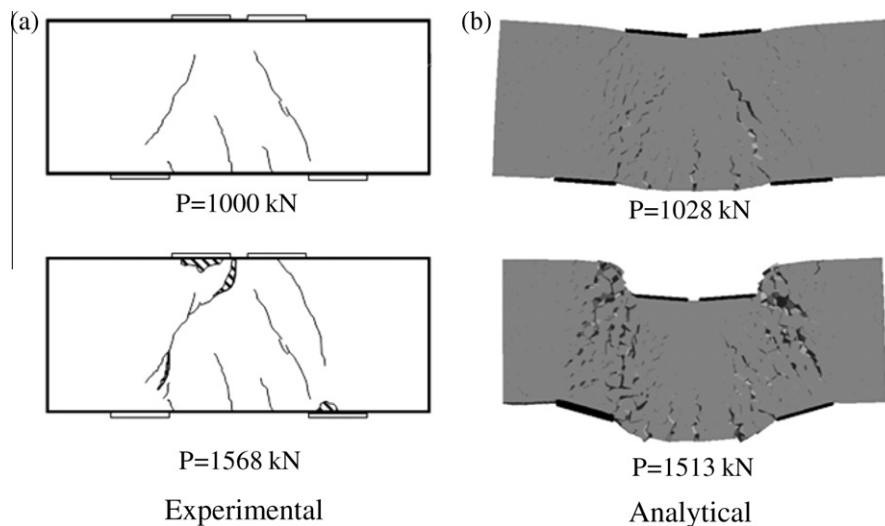 (a)
(b)
P=1000 kN
P=1028 kN
P=1568 kN
P=1513 kN
Experimental
Analytical